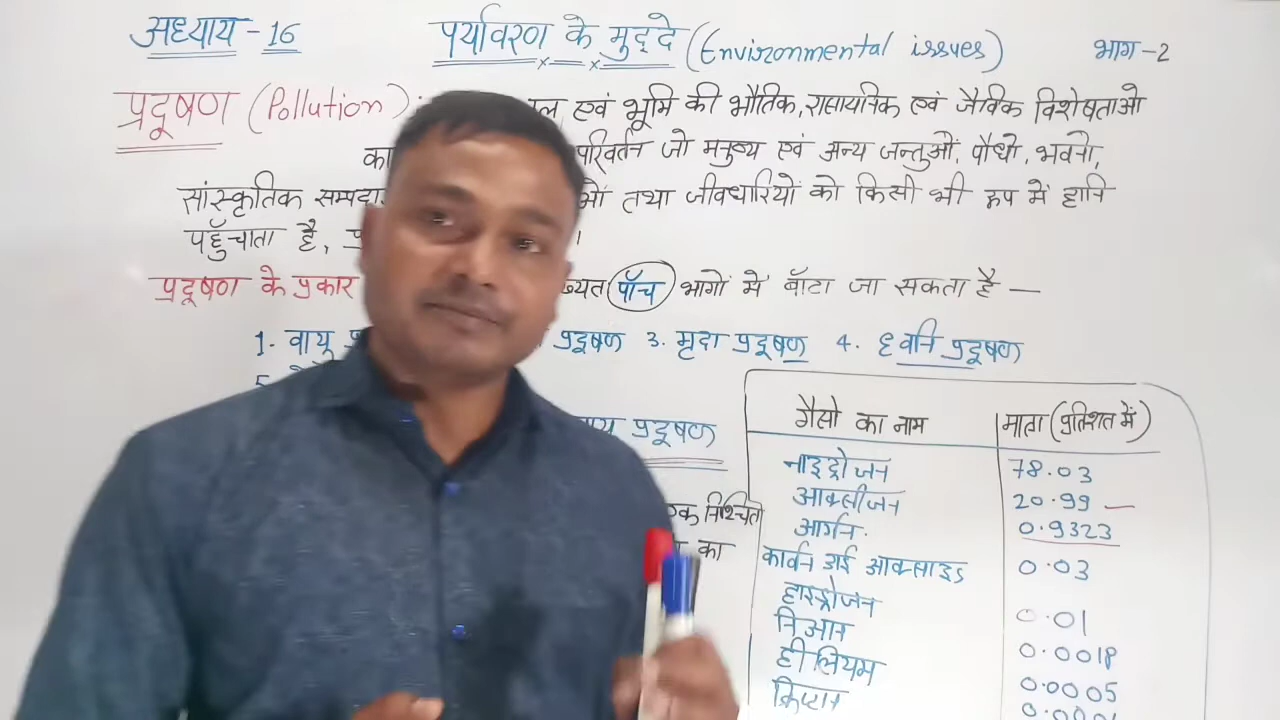 अध्याय - 16 पर्यावरण के मुद्दे (Environmental issues) भाग-2
प्रदूषण (Pollution) : एवं भूमि की भौतिक, रासायनिक एवं जैविक विशेषताओ
का परिवर्तन जो मनुष्य एवं अन्य जन्तुओं, पौधो, भवनो,
सांस्कृतिक तथा जीवधारियों को किसी भी रूप में हानि
पहुँचाता है,
प्रदूषण के प्रकार पाँच भागों में बाँटा जा सकता है —
1. वायु प्रदूषण 3. मृदा प्रदूषण 4. ध्वनि प्रदूषण
5.
प्रदूषण
एक निश्चित
का
गैसो का नाम मात्रा (प्रतिशत में)
नाइट्रोजन 78.03
आक्सीजन 20.99
आर्गन 0.9323
कार्बन डाई आक्साइड 0.03
हाइड्रोजन 0.01
निआन 0.0018
हीलियम 0.0005
क्रिप्टान